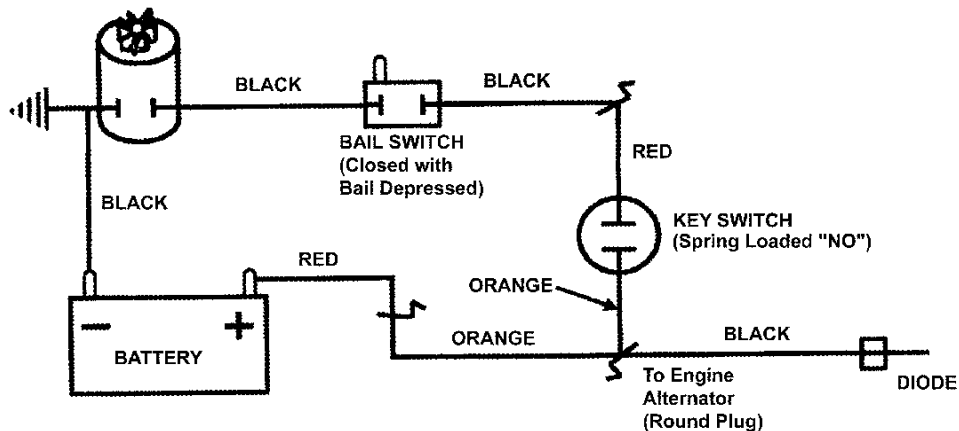 BLACK
BLACK
BAIL SWITCH
(Closed with
Bail Depressed)
RED
BLACK
KEY SWITCH
(Spring Loaded "NO")
RED
ORANGE
− +
BATTERY
ORANGE
BLACK
To Engine
Alternator
(Round Plug)
DIODE